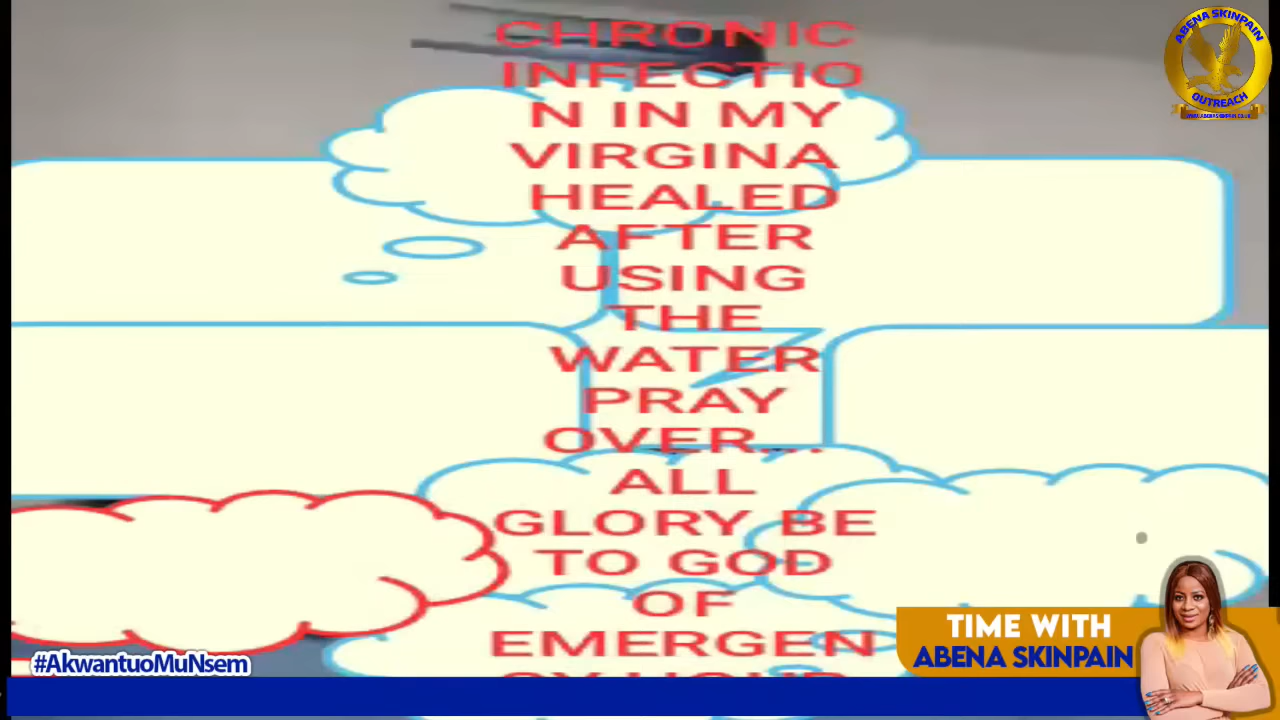 CHRONIC
INFECTIO
N IN MY
VIRGINA
HEALED
AFTER
USING
THE
WATER
PRAY
OVER...
ALL
GLORY BE
TO GOD
OF
EMERGEN
ABENA SKINPAIN
OUTREACH
#AkwantuoMuNsem
TIME WITH
ABENA SKINPAIN